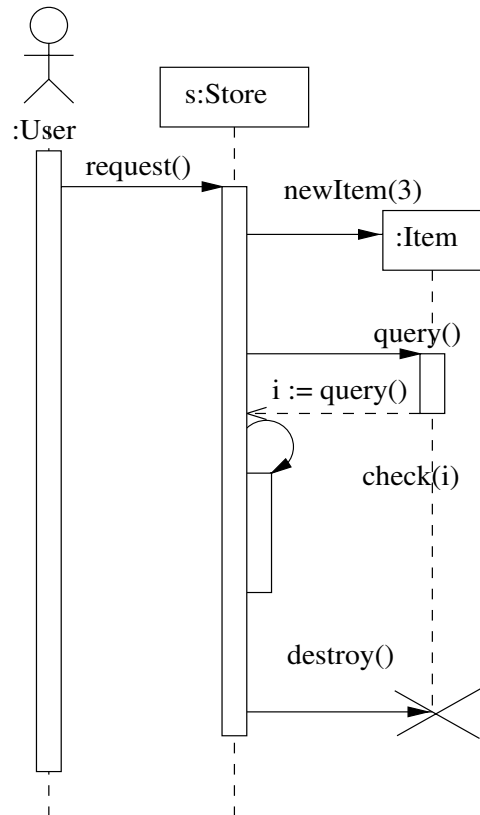 s:Store
:User
request()
newItem(3)
:Item
query()
i := query()
check(i)
destroy()